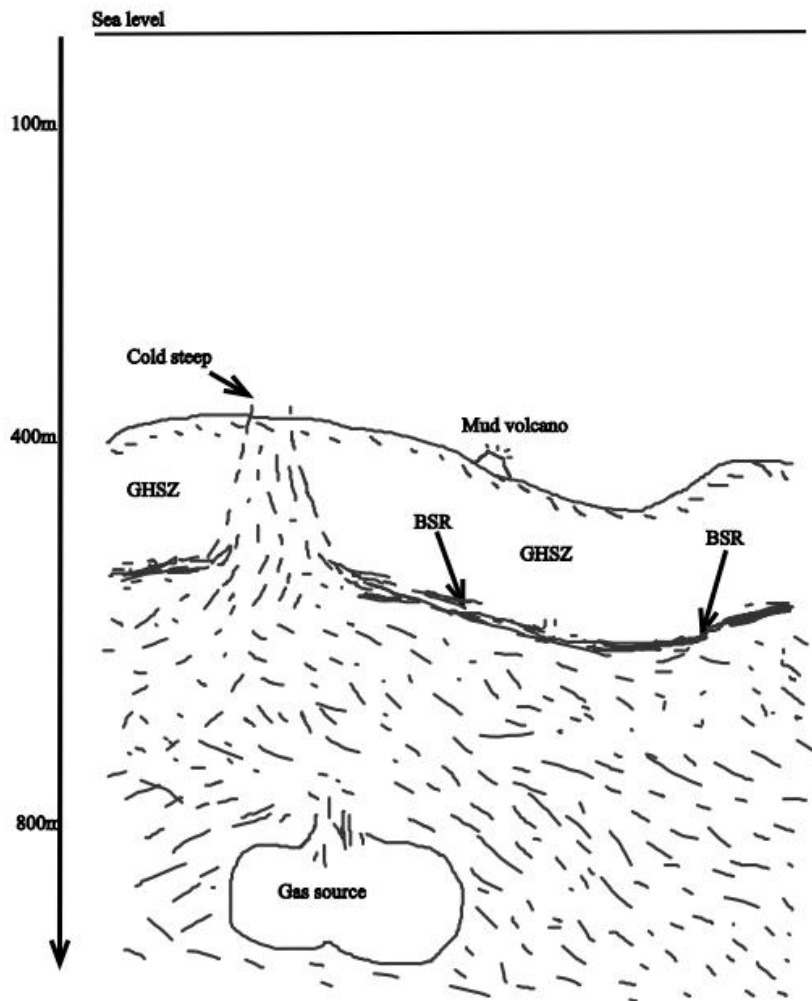 Sea level
100m
Cold steep
400m
Mud volcano
GHSZ
BSR
GHSZ
BSR
800m
Gas source